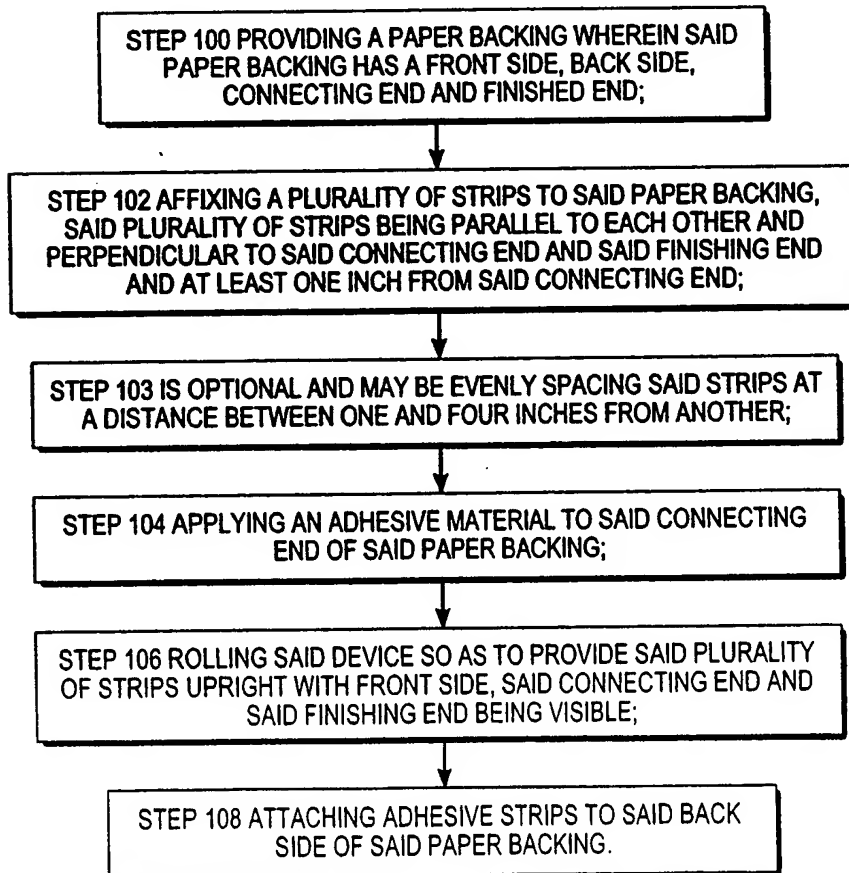 STEP 100 PROVIDING A PAPER BACKING WHEREIN SAID
PAPER BACKING HAS A FRONT SIDE, BACK SIDE,
CONNECTING END AND FINISHED END;
STEP 102 AFFIXING A PLURALITY OF STRIPS TO SAID PAPER BACKING,
SAID PLURALITY OF STRIPS BEING PARALLEL TO EACH OTHER AND
PERPENDICULAR TO SAID CONNECTING END AND SAID FINISHING END
AND AT LEAST ONE INCH FROM SAID CONNECTING END;
STEP 103 IS OPTIONAL AND MAY BE EVENLY SPACING SAID STRIPS AT
A DISTANCE BETWEEN ONE AND FOUR INCHES FROM ANOTHER;
STEP 104 APPLYING AN ADHESIVE MATERIAL TO SAID CONNECTING
END OF SAID PAPER BACKING;
STEP 106 ROLLING SAID DEVICE SO AS TO PROVIDE SAID PLURALITY
OF STRIPS UPRIGHT WITH FRONT SIDE, SAID CONNECTING END AND
SAID FINISHING END BEING VISIBLE;
STEP 108 ATTACHING ADHESIVE STRIPS TO SAID BACK
SIDE OF SAID PAPER BACKING.